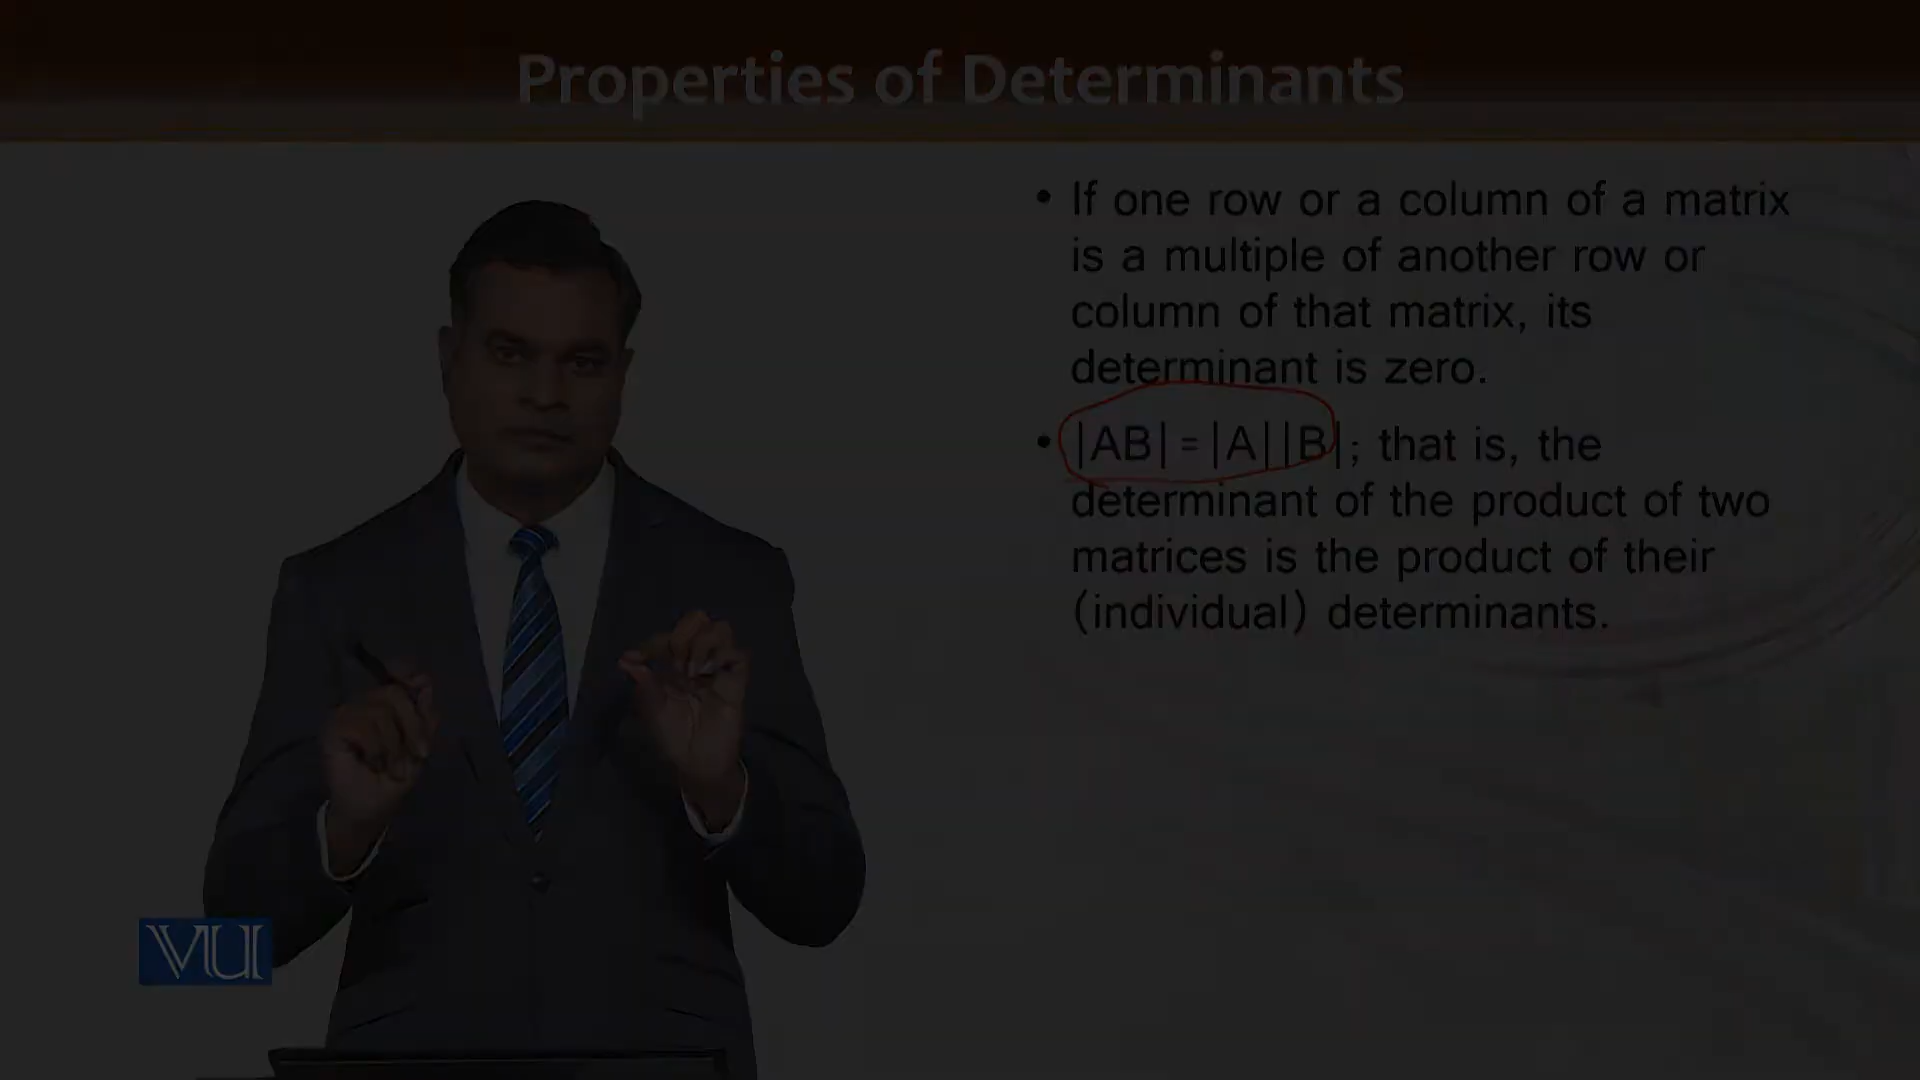 Properties of Determinants
• If one row or a column of a matrix
is a multiple of another row or
column of that matrix, its
determinant is zero.
• |AB| = |A||B|; that is, the
determinant of the product of two
matrices is the product of their
(individual) determinants.
VU